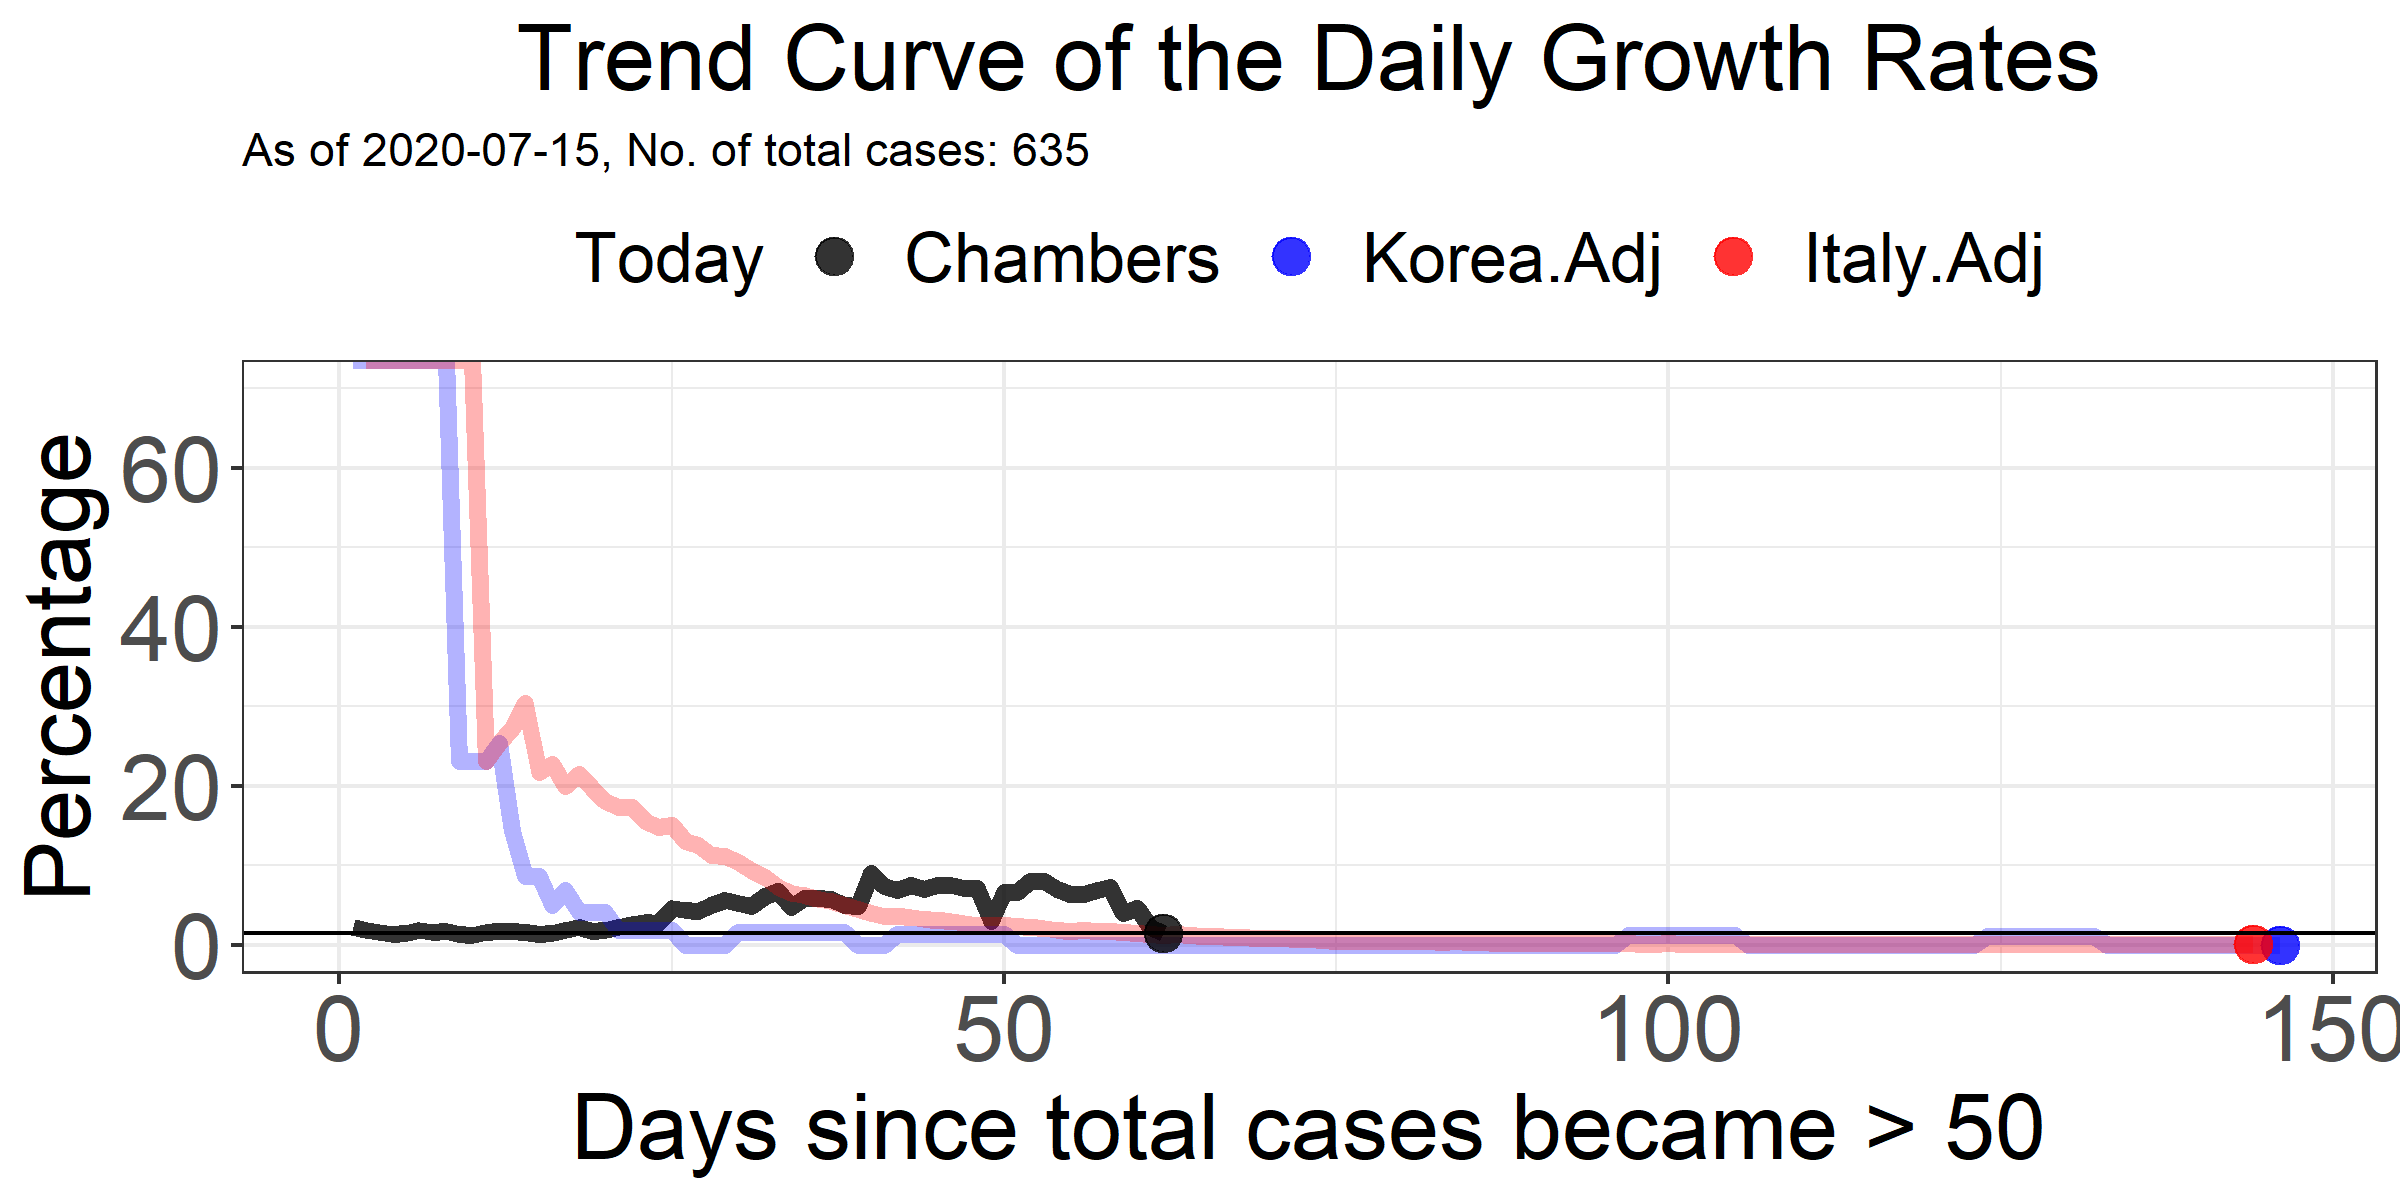 Trend Curve of the Daily Growth Rates
As of 2020-07-15, No. of total cases: 635
Today Chambers Korea.Adj Italy.Adj
Percentage
60
40
20
0
0 50 100 150
Days since total cases became > 50